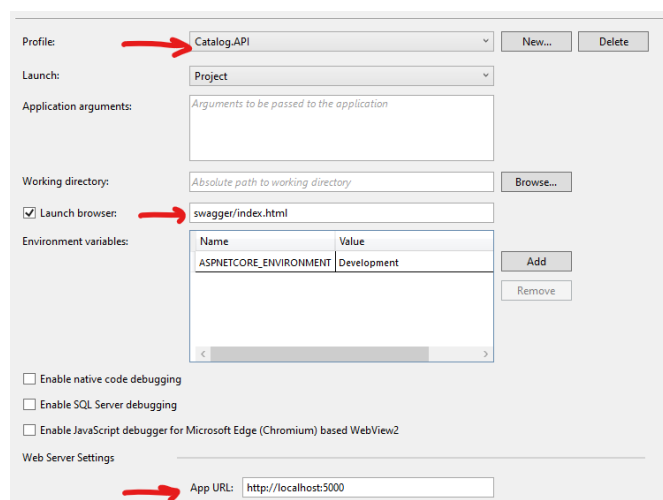 Profile: Catalog.API New... Delete
Launch: Project
Application arguments: Arguments to be passed to the application
Working directory: Absolute path to working directory Browse...
Launch browser: swagger/index.html
Environment variables: Name Value
ASPNETCORE_ENVIRONMENT Development Add
Remove
Enable native code debugging
Enable SQL Server debugging
Enable JavaScript debugger for Microsoft Edge (Chromium) based WebView2
Web Server Settings
App URL: http://localhost:5000